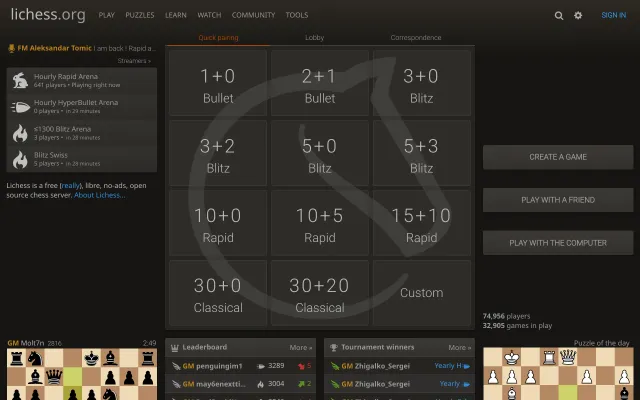 lichess.org
PLAY PUZZLES LEARN WATCH COMMUNITY TOOLS
SIGN IN
FM Aleksandar Tomic I am back ! Rapid a...
Streamers »
Hourly Rapid Arena
641 players • Playing right now
Hourly HyperBullet Arena
0 players • in 29 minutes
≤1300 Blitz Arena
3 players • in 28 minutes
Blitz Swiss
5 players • in 28 minutes
Lichess is a free (really), libre, no-ads, open
source chess server. About Lichess...
Quick pairing Lobby Correspondence
1+0 2+1 3+0
Bullet Bullet Blitz
3+2 5+0 5+3
Blitz Blitz Blitz
10+0 10+5 15+10
Rapid Rapid Rapid
30+0 30+20 Custom
Classical Classical
CREATE A GAME
PLAY WITH A FRIEND
PLAY WITH THE COMPUTER
74,956 players
32,905 games in play
GM Molt7n 2816 2:49
Leaderboard More »
GM penguingim1 3289 5
GM may6enextti... 3004 2
Tournament winners More »
GM Zhigalko_Sergei Yearly H
GM Zhigalko_Sergei Yearly
Puzzle of the day